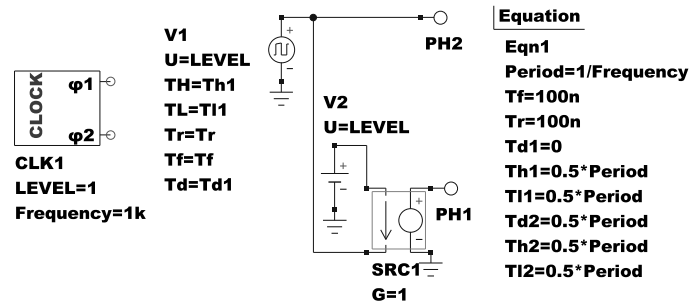 CLOCK
φ1
φ2
CLK1
LEVEL=1
Frequency=1k
V1
U=LEVEL
TH=Th1
TL=Tl1
Tr=Tr
Tf=Tf
Td=Td1
+
−
PH2
V2
U=LEVEL
+
−
PH1
+
−
SRC1
G=1
Equation
Eqn1
Period=1/Frequency
Tf=100n
Tr=100n
Td1=0
Th1=0.5*Period
Tl1=0.5*Period
Td2=0.5*Period
Th2=0.5*Period
Tl2=0.5*Period